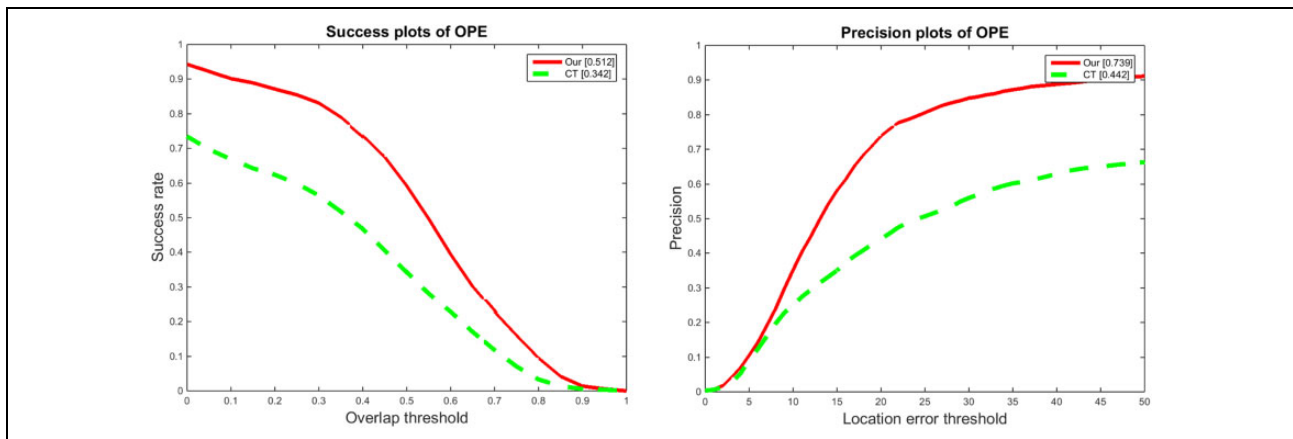 Success plots of OPE
Our [0.512]
CT [0.342]
1
0.9
0.8
0.7
0.6
0.5
0.4
0.3
0.2
0.1
0
Success rate
0 0.1 0.2 0.3 0.4 0.5 0.6 0.7 0.8 0.9 1
Overlap threshold
Precision plots of OPE
Our [0.739]
CT [0.442]
1
0.9
0.8
0.7
0.6
0.5
0.4
0.3
0.2
0.1
0
Precision
0 5 10 15 20 25 30 35 40 45 50
Location error threshold